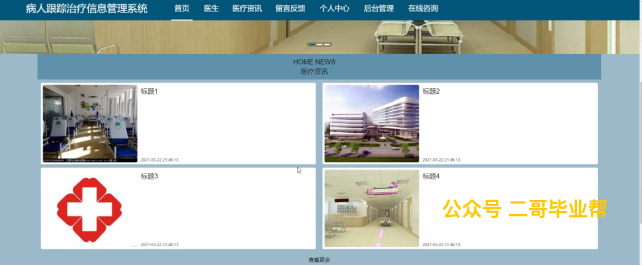 病人跟踪治疗信息管理系统 首页 医生 医疗资讯 留言反馈 个人中心 后台管理 在线咨询
HOME NEWS
医疗资讯
标题1
2021-03-22 21:46:13
标题2
2021-03-22 21:46:13
标题3
2021-03-22 21:46:13
标题4
2021-03-22 21:46:13
公众号 二哥毕业帮
查看更多